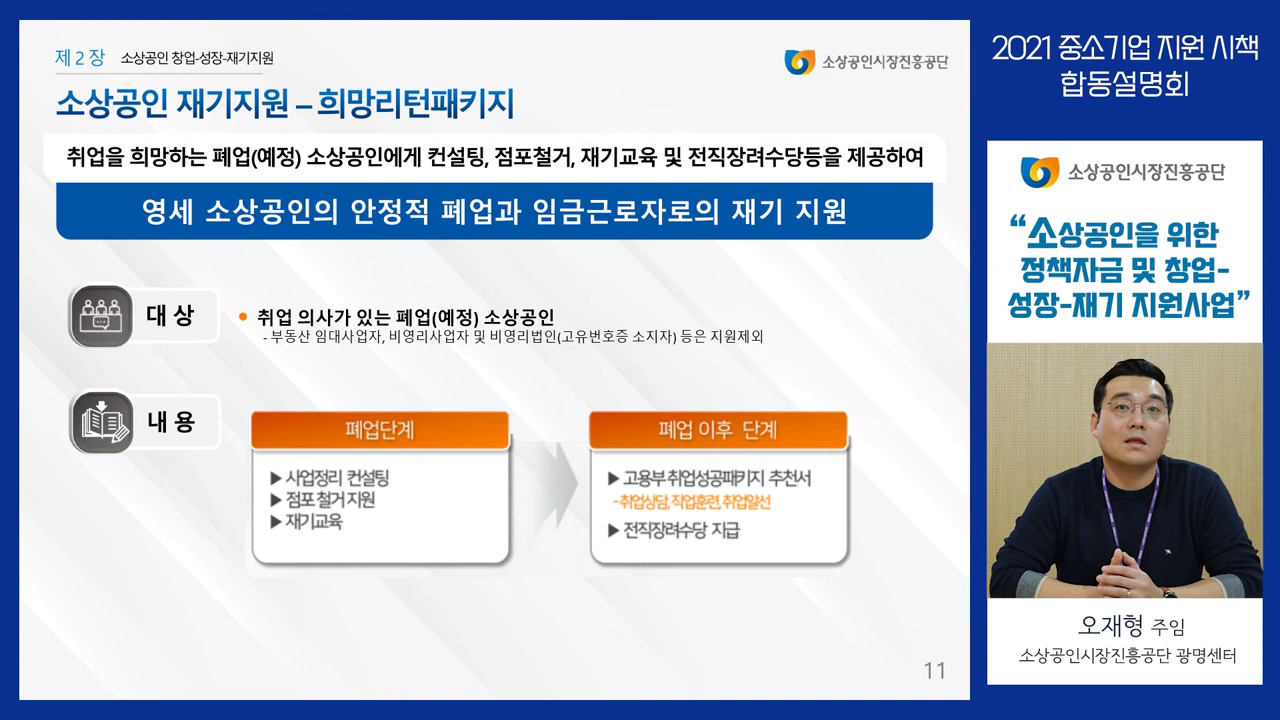 제 2 장 소상공인 창업-성장-재기지원
소상공인시장진흥공단
소상공인 재기지원 – 희망리턴패키지
취업을 희망하는 폐업(예정) 소상공인에게 컨설팅, 점포철거, 재기교육 및 전직장려수당등을 제공하여
영세 소상공인의 안정적 폐업과 임금근로자로의 재기 지원
대 상
• 취업 의사가 있는 폐업(예정) 소상공인
- 부동산 임대사업자, 비영리사업자 및 비영리법인(고유번호증 소지자) 등은 지원제외
내 용
폐업단계
▶ 사업정리 컨설팅
▶ 점포 철거 지원
▶ 재기교육
폐업 이후 단계
▶ 고용부 취업성공패키지 추천서
- 취업상담, 직업훈련, 취업알선
▶ 전직장려수당 지급
11
2021 중소기업 지원 시책
합동설명회
소상공인시장진흥공단
“소상공인을 위한
정책자금 및 창업-
성장-재기 지원사업”
오재형 주임
소상공인시장진흥공단 광명센터